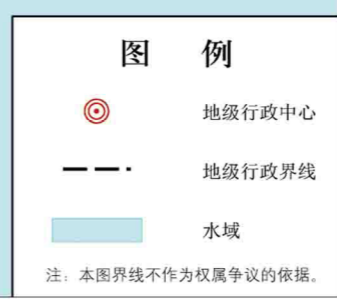 图 例
地级行政中心
地级行政界线
水域
注：本图界线不作为权属争议的依据。